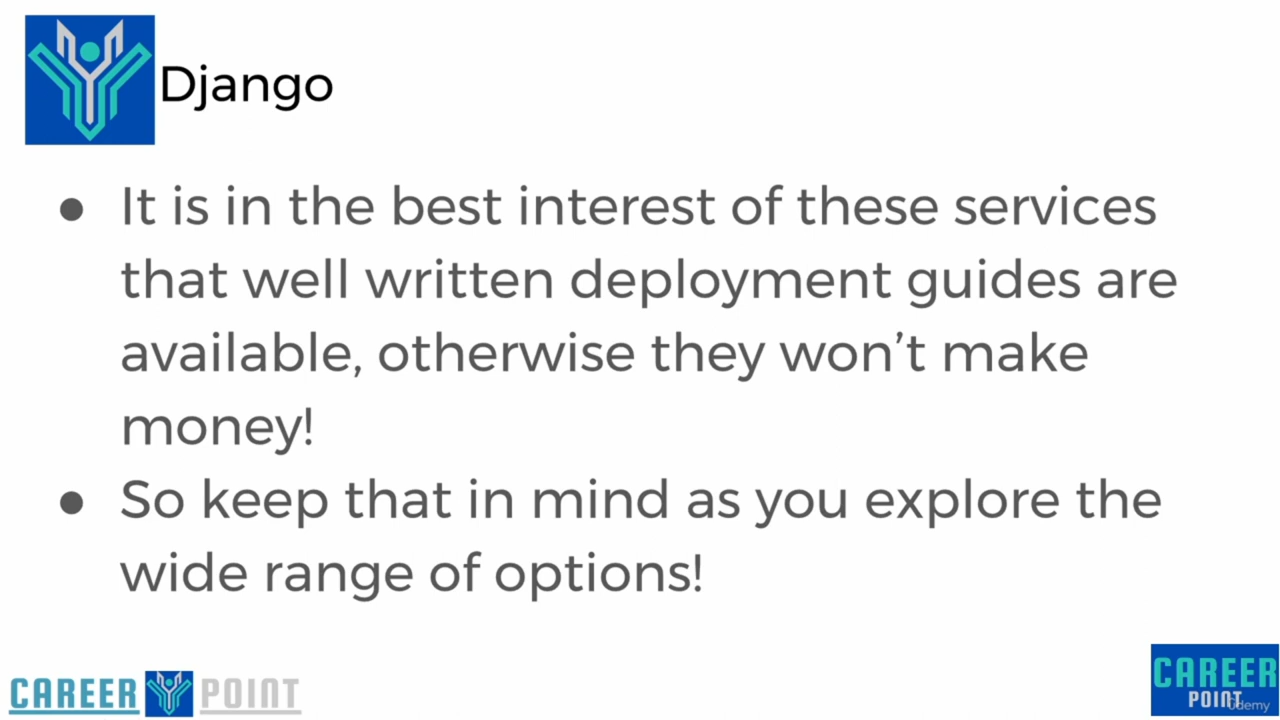 Django
● It is in the best interest of these services
that well written deployment guides are
available, otherwise they won’t make
money!
● So keep that in mind as you explore the
wide range of options!
CAREER POINT
CAREER
POINT
ûdemy